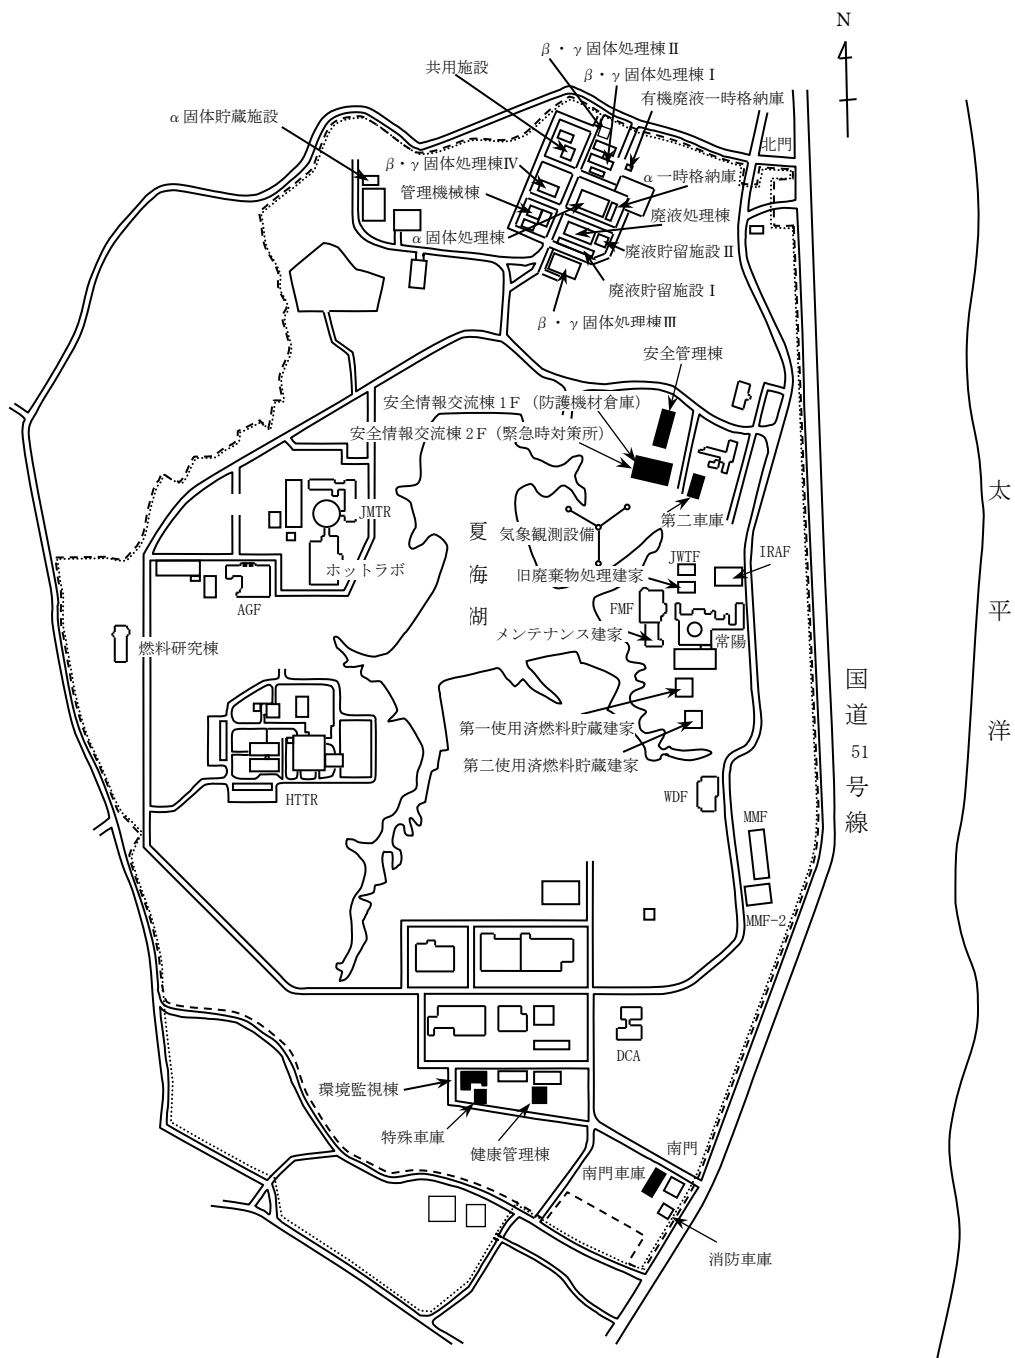 N
β・γ 固体処理棟Ⅱ
共用施設
β・γ 固体処理棟Ⅰ
有機廃液一時格納庫
α固体貯蔵施設
北門
β・γ 固体処理棟Ⅳ
α一時格納庫
管理機械棟
廃液処理棟
α固体処理棟
廃液貯留施設Ⅱ
廃液貯留施設Ⅰ
β・γ 固体処理棟Ⅲ
安全管理棟
安全情報交流棟1F(防護機材倉庫)
安全情報交流棟2F(緊急時対策所)
太平洋
JMTR
夏海湖
気象観測設備
第二車庫
IRAF
JWTF
ホットラボ
旧廃棄物処理建家
AGF
FMF
メンテナンス建家
常陽
燃料研究棟
国道51号線
第一使用済燃料貯蔵建家
第二使用済燃料貯蔵建家
HTTR
WDF
MMF
MMF-2
DCA
環境監視棟
特殊車庫
健康管理棟
南門
南門車庫
消防車庫